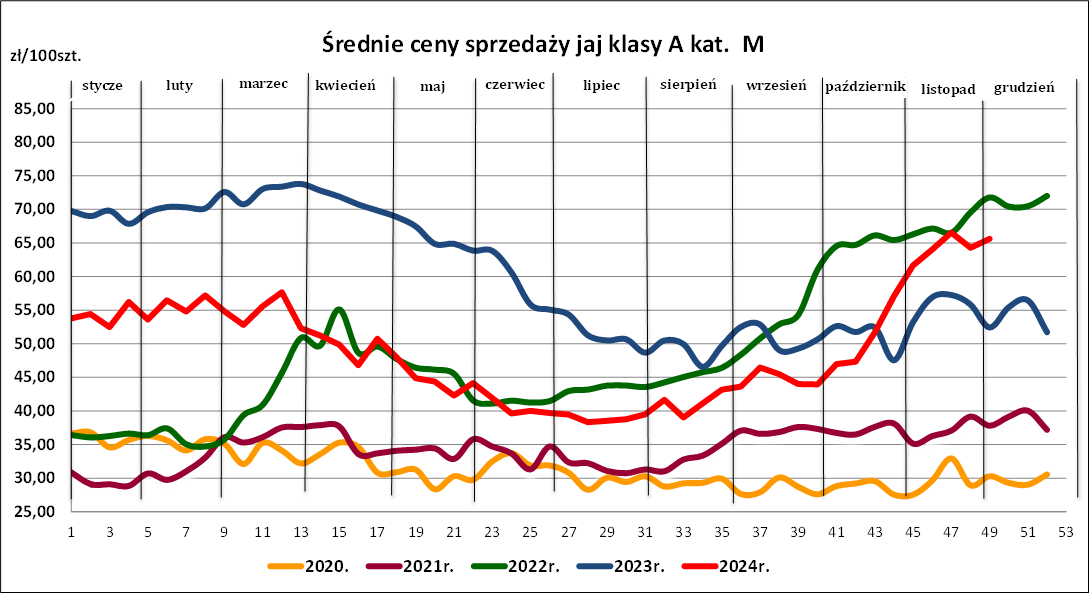 Średnie ceny sprzedaży jaj klasy A kat. M
zł/100szt.
stycze luty marzec kwiecień maj czerwiec lipiec sierpień wrzesień październik listopad grudzień
85,00
80,00
75,00
70,00
65,00
60,00
55,00
50,00
45,00
40,00
35,00
30,00
25,00
1 3 5 7 9 11 13 15 17 19 21 23 25 27 29 31 33 35 37 39 41 43 45 47 49 51 53
2020. 2021r. 2022r. 2023r. 2024r.